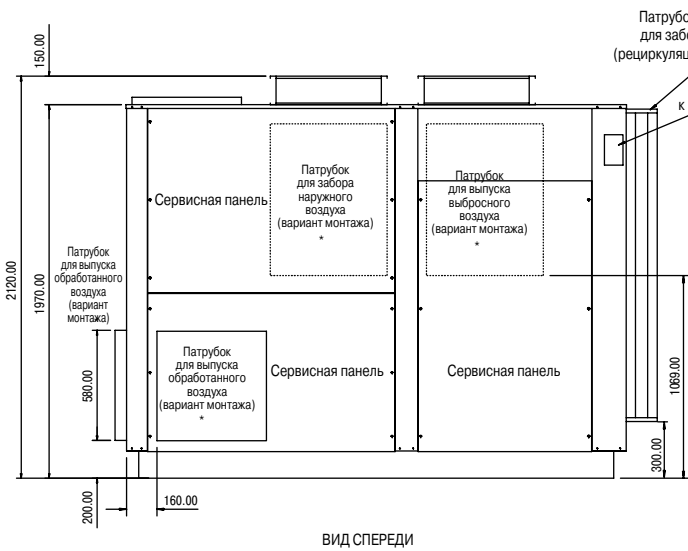 Патрубо
для забо
(рециркуляц
к
150.00
2120.00
1970.00
Патрубок
для забора
наружного
воздуха
(вариант монтажа)
*
Патрубок
для выпуска
выбросного
воздуха
(вариант монтажа)
*
Сервисная панель
Патрубок
для выпуска
обработанного
воздуха
(вариант
монтажа)
580.00
Патрубок
для выпуска
обработанного
воздуха
(вариант монтажа)
*
Сервисная панель
Сервисная панель
1069.00
300.00
200.00
160.00
ВИД СПЕРЕДИ